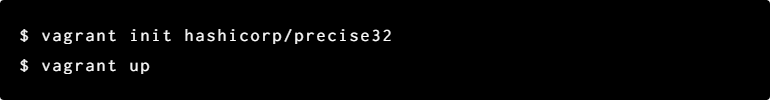 $ vagrant init hashicorp/precise32
$ vagrant up